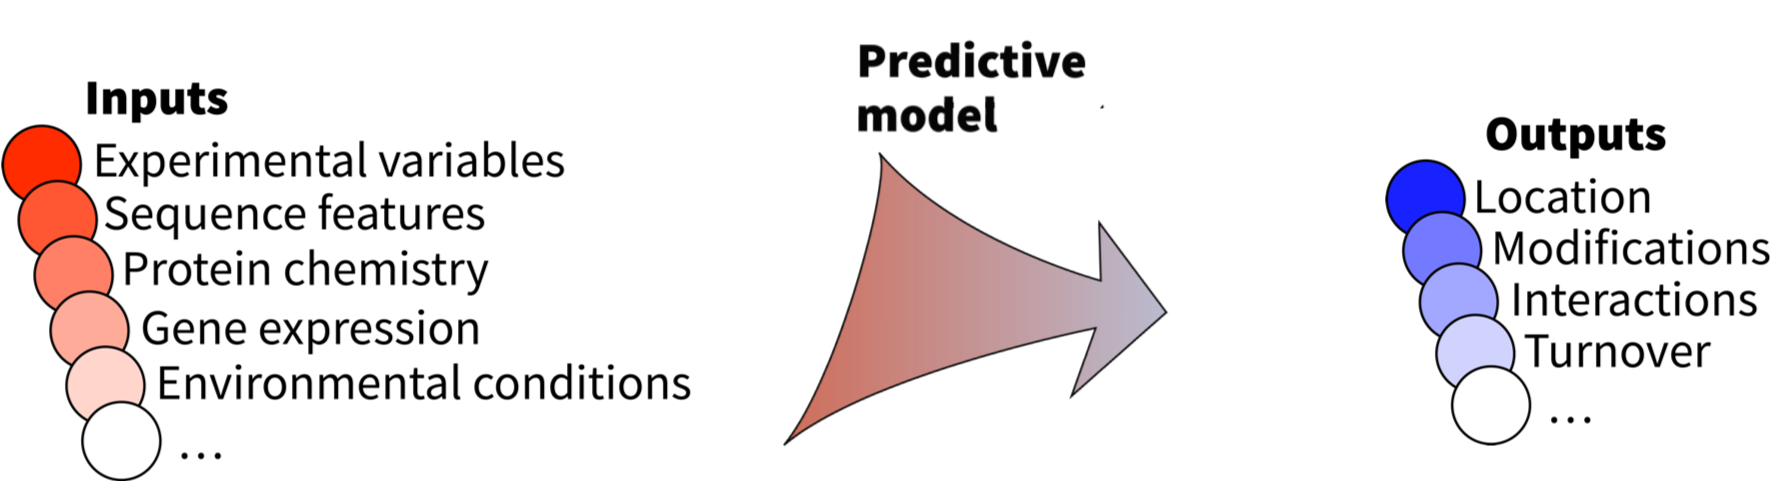 Inputs
Experimental variables
Sequence features
Protein chemistry
Gene expression
Environmental conditions
…
Predictive
model
Outputs
Location
Modifications
Interactions
Turnover
…